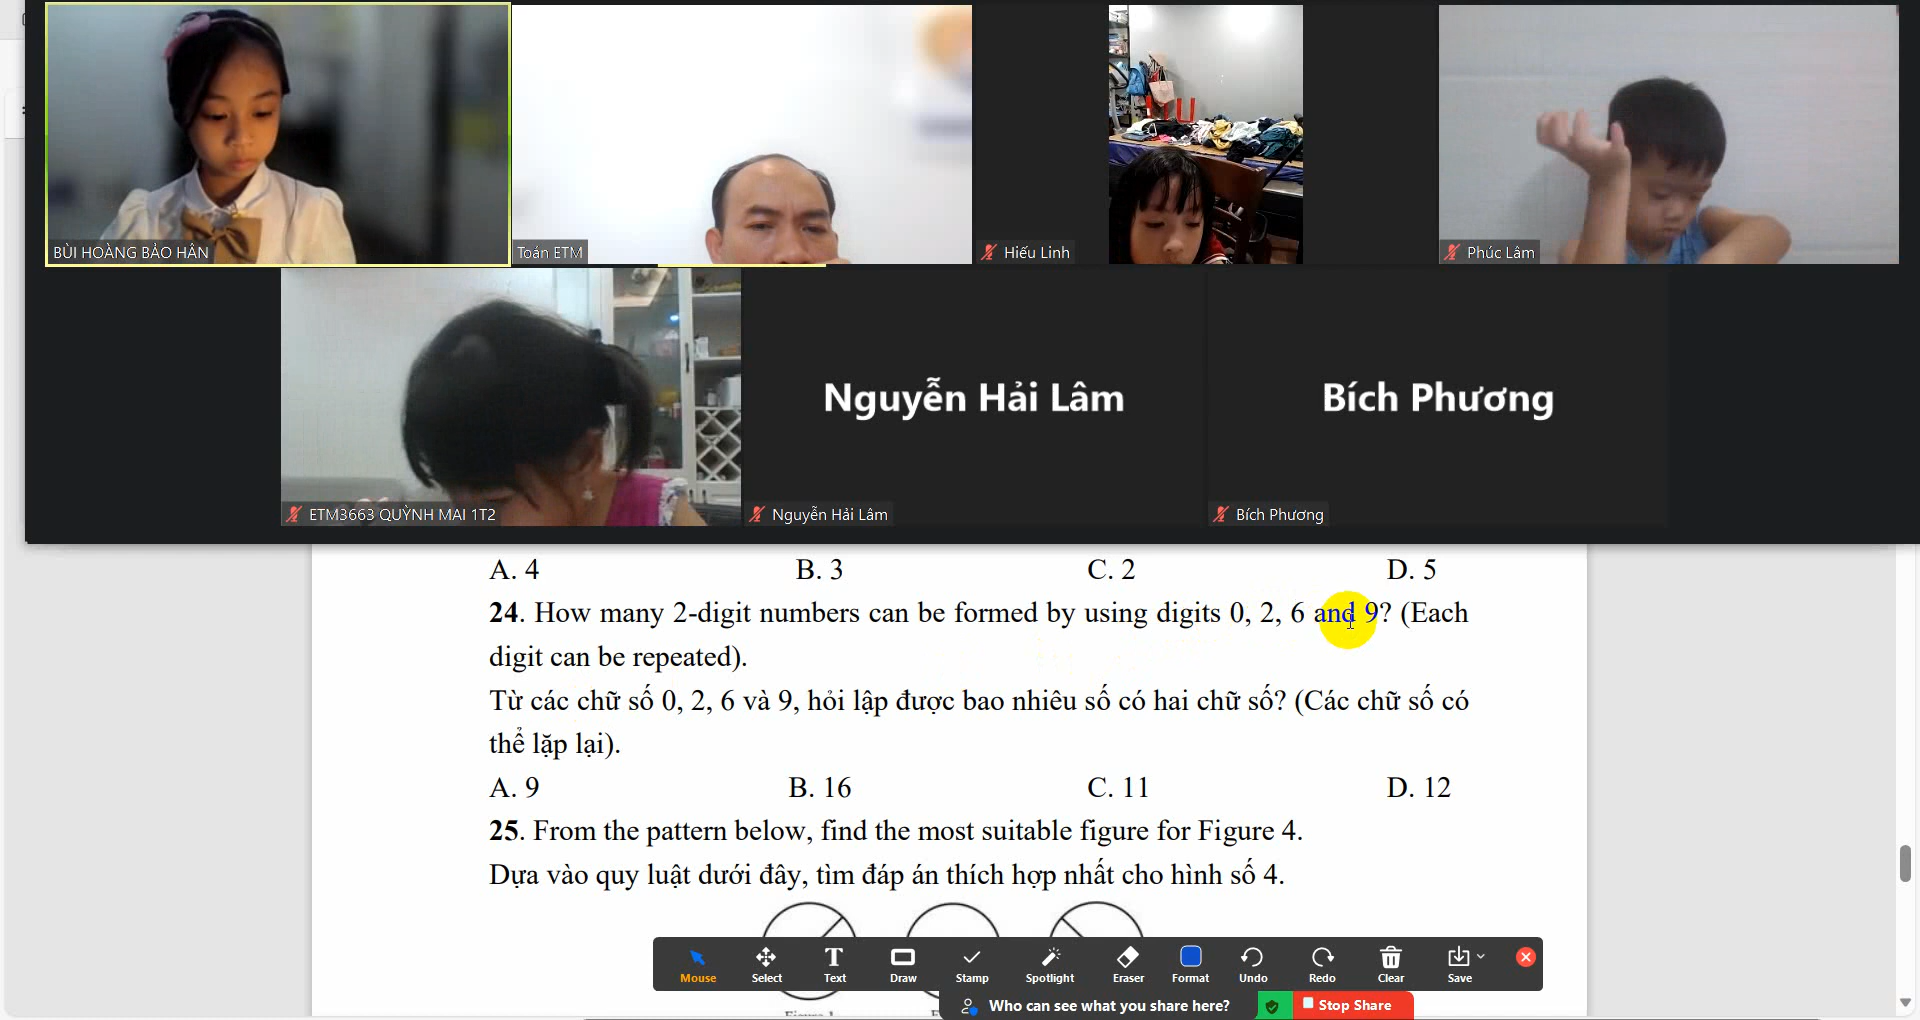 BÙI HOÀNG BẢO HÂN
Toán ETM
Hiếu Linh
Phúc Lâm
ETM3663 QUỲNH MAI 1T2
Nguyễn Hải Lâm
Nguyễn Hải Lâm
Bích Phương
Bích Phương
A. 4 B. 3 C. 2 D. 5
24. How many 2-digit numbers can be formed by using digits 0, 2, 6 and 9? (Each
digit can be repeated).
Từ các chữ số 0, 2, 6 và 9, hỏi lập được bao nhiêu số có hai chữ số? (Các chữ số có
thể lặp lại).
A. 9 B. 16 C. 11 D. 12
25. From the pattern below, find the most suitable figure for Figure 4.
Dựa vào quy luật dưới đây, tìm đáp án thích hợp nhất cho hình số 4.
Mouse Select Text Draw Stamp Spotlight Eraser Format Undo Redo Clear Save
Who can see what you share here? Stop Share